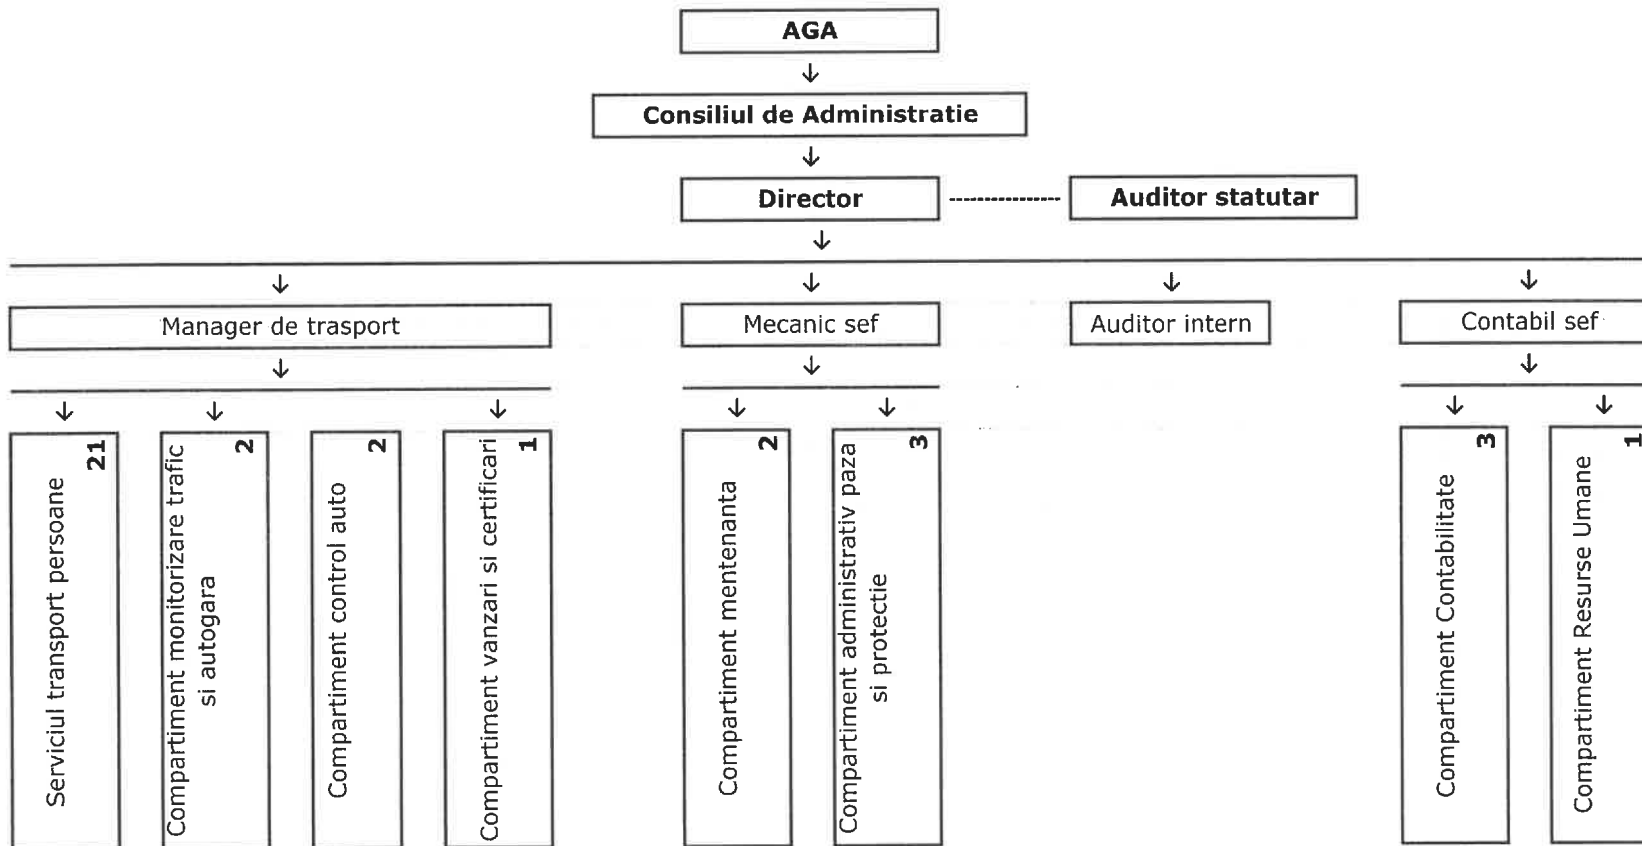 AGA
Consiliul de Administratie
Director
Auditor statutar
Manager de trasport
Mecanic sef
Auditor intern
Contabil sef
21
Serviciul transport persoane
2
Compartiment monitorizare trafic
si autogara
2
Compartiment control auto
1
Compartiment vanzari si certificari
2
Compartiment mentenanta
3
Compartiment administrativ paza
si protectie
3
Compartiment Contabilitate
1
Compartiment Resurse Umane